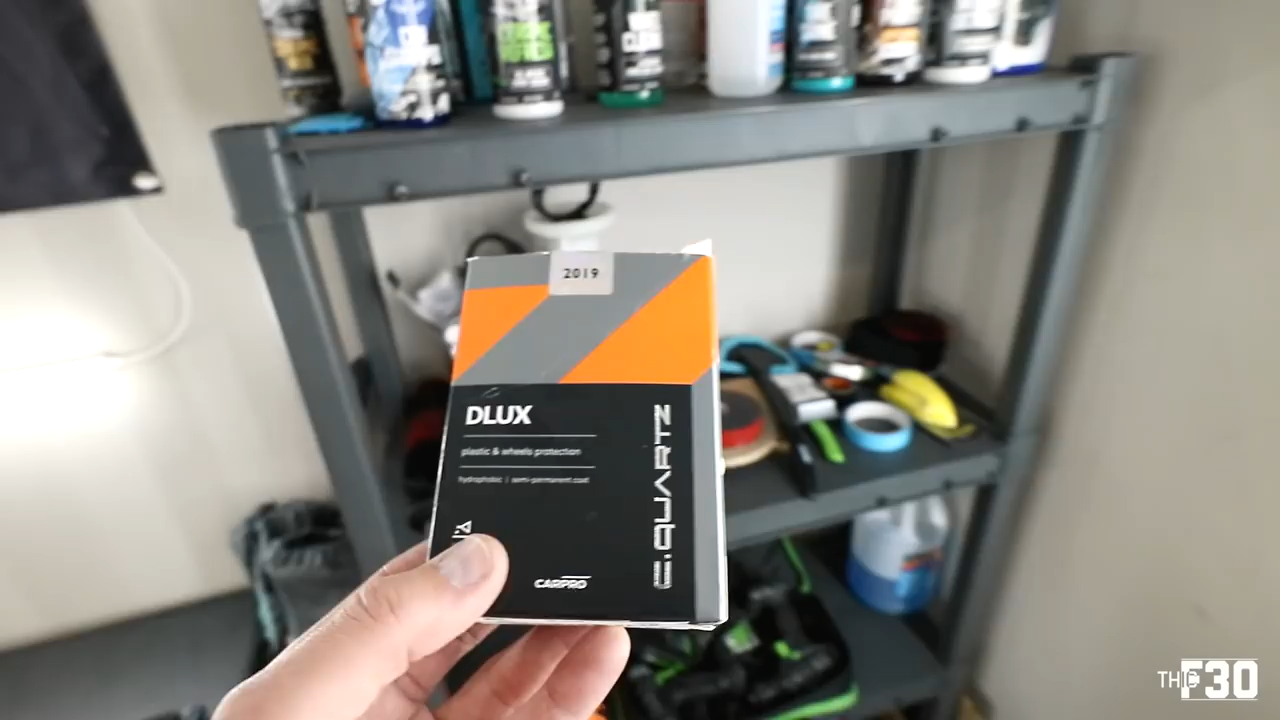 2019
DLUX
plastic & wheels protection
hydrophobic | semi-permanent coat
C.QUARTZ
CARPRO
THE F30